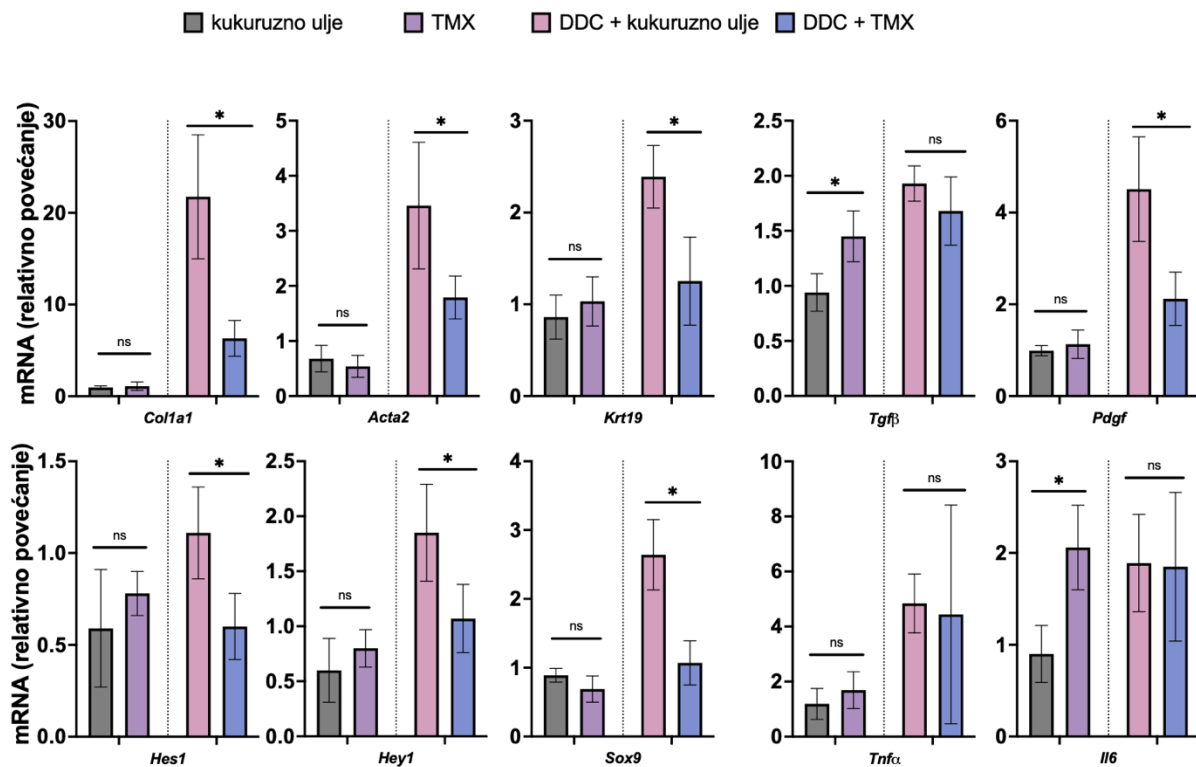 kukuruzno ulje TMX DDC + kukuruzno ulje DDC + TMX
mRNA (relativno povećanje)
30
20
10
0
ns
*
Col1a1
5
4
3
2
1
0
ns
*
Acta2
3
2
1
0
ns
*
Krt19
2.5
2.0
1.5
1.0
0.5
0.0
*
ns
Tgfβ
6
4
2
0
ns
*
Pdgf
mRNA (relativno povećanje)
1.5
1.0
0.5
0.0
ns
*
Hes1
2.5
2.0
1.5
1.0
0.5
0.0
ns
*
Hey1
4
3
2
1
0
ns
*
Sox9
10
8
6
4
2
0
ns
ns
Tnfα
3
2
1
0
*
ns
Il6